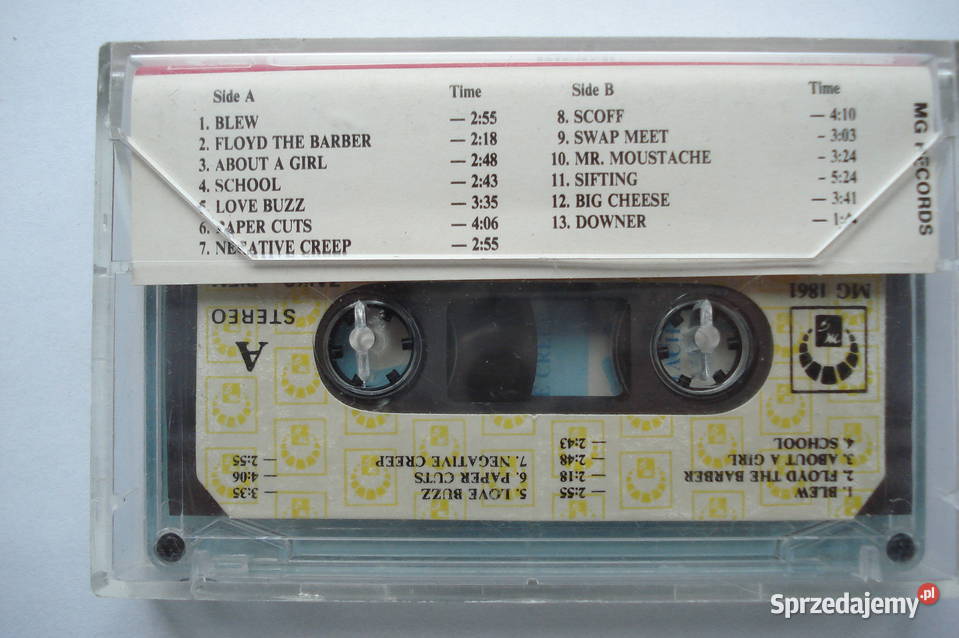 Side A Time
1. BLEW — 2:55
2. FLOYD THE BARBER — 2:18
3. ABOUT A GIRL — 2:48
4. SCHOOL — 2:43
5. LOVE BUZZ — 3:35
6. PAPER CUTS — 4:06
7. NEGATIVE CREEP — 2:55
Side B Time
8. SCOFF — 4:10
9. SWAP MEET - 3:03
10. MR. MOUSTACHE - 3:24
11. SIFTING - 5:24
12. BIG CHEESE — 3:41
13. DOWNER
MG RECORDS
MG 1861
STEREO
A
1. BLEW — 2:55
2. FLOYD THE BARBER — 2:18
3. ABOUT A GIRL — 2:48
4. SCHOOL — 2:43
5. LOVE BUZZ — 3:35
6. PAPER CUTS — 4:06
7. NEGATIVE CREEP — 2:55
Sprzedajemy.pl